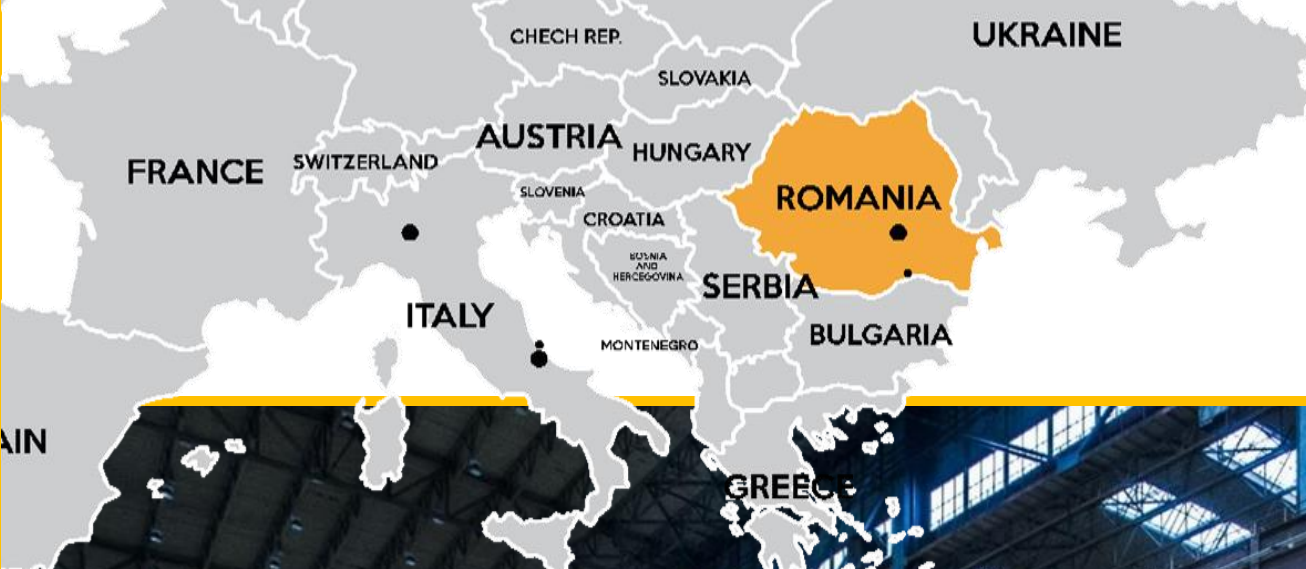 CHECH REP.
UKRAINE
SLOVAKIA
AUSTRIA
HUNGARY
SWITZERLAND
FRANCE
SLOVENIA
ROMANIA
CROATIA
BOSNIA
AND
HERCEGOVINA
SERBIA
ITALY
BULGARIA
MONTENEGRO
AIN
GREECE